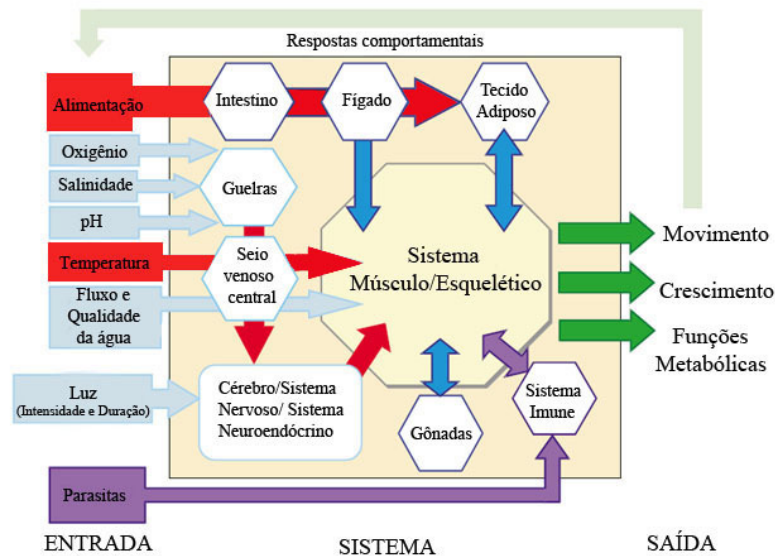 Respostas comportamentais
Alimentação
Intestino
Fígado
Tecido
Adiposo
Oxigênio
Salinidade
Guelras
pH
Temperatura
Seio
venoso
central
Sistema
Músculo/Esquelético
Movimento
Fluxo e
Qualidade
da água
Crescimento
Funções
Metabólicas
Luz
(Intensidade e Duração)
Cérebro/Sistema
Nervoso/ Sistema
Neuroendócrino
Gônadas
Sistema
Imune
Parasitas
ENTRADA
SISTEMA
SAÍDA